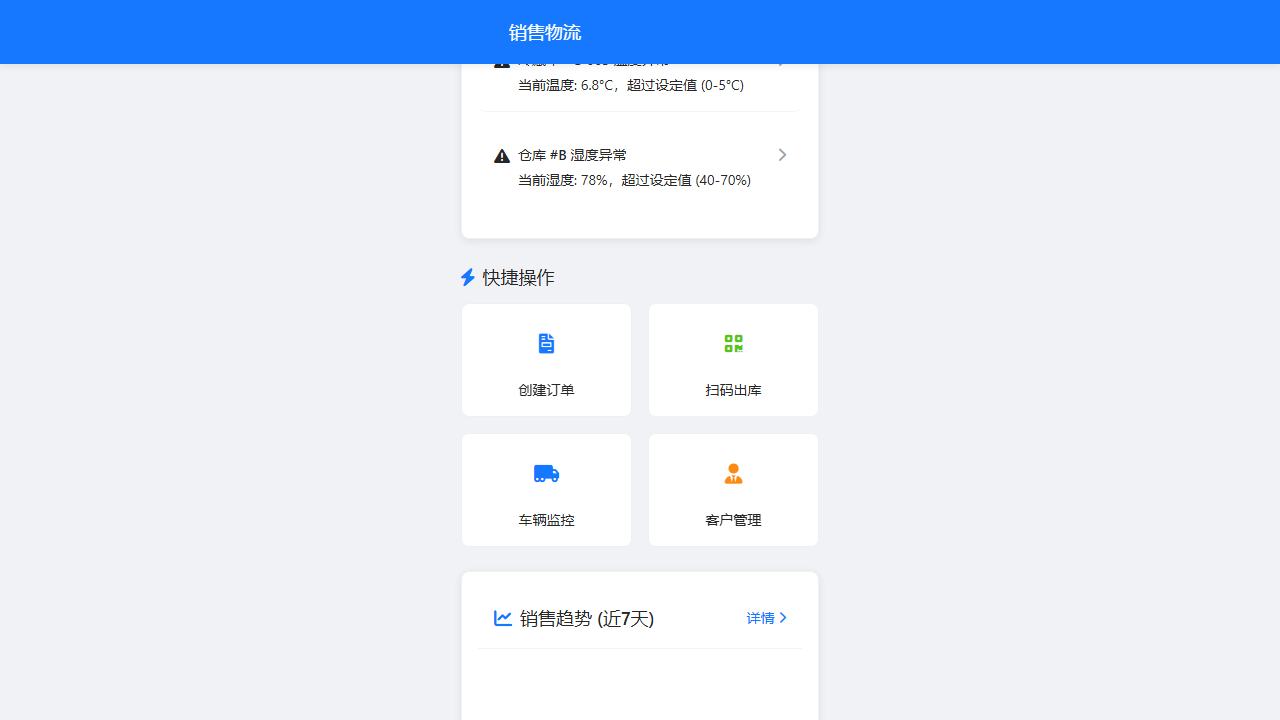 销售物流
当前温度: 6.8°C，超过设定值 (0-5°C)
仓库 #B 湿度异常
当前湿度: 78%，超过设定值 (40-70%)
快捷操作
创建订单
扫码出库
车辆监控
客户管理
销售趋势 (近7天)
详情